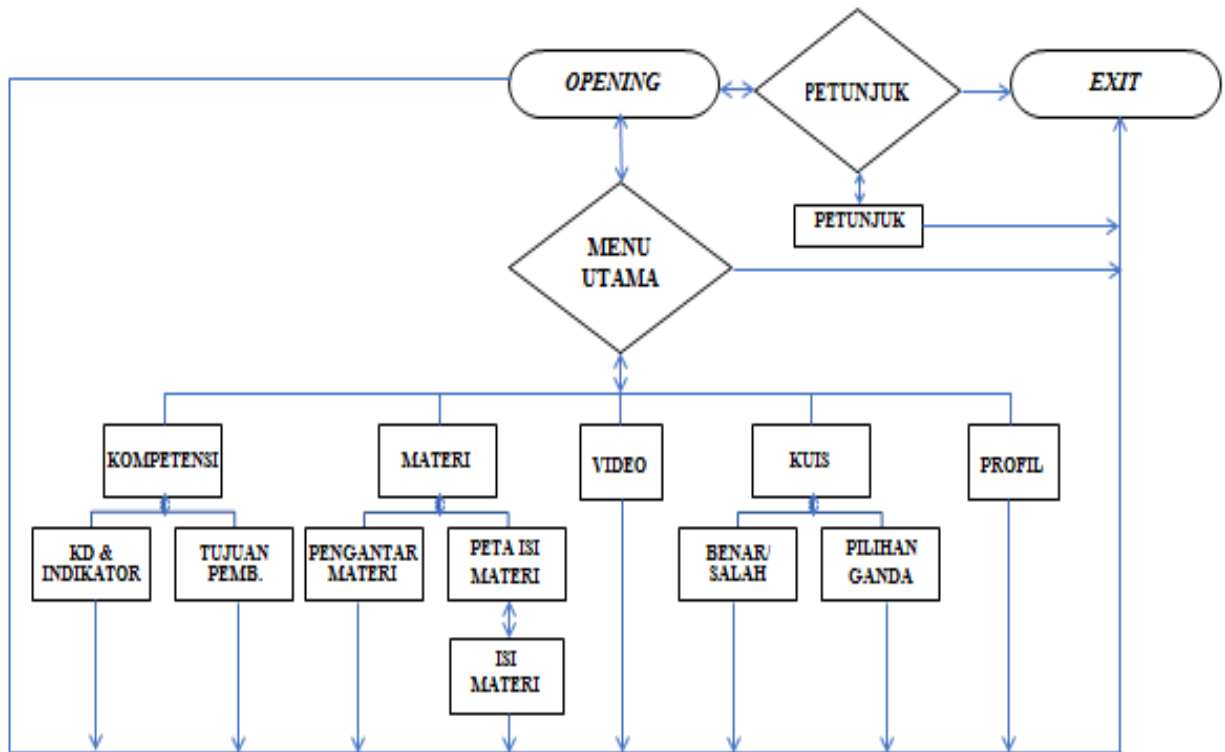 OPENING
PETUNJUK
EXIT
PETUNJUK
MENU
UTAMA
KOMPETENSI
MATERI
VIDEO
KUIS
PROFIL
KD &
INDIKATOR
TUJUAN
PEMB.
PENGANTAR
MATERI
PETA ISI
MATERI
BENAR/
SALAH
PILIHAN
GANDA
ISI
MATERI